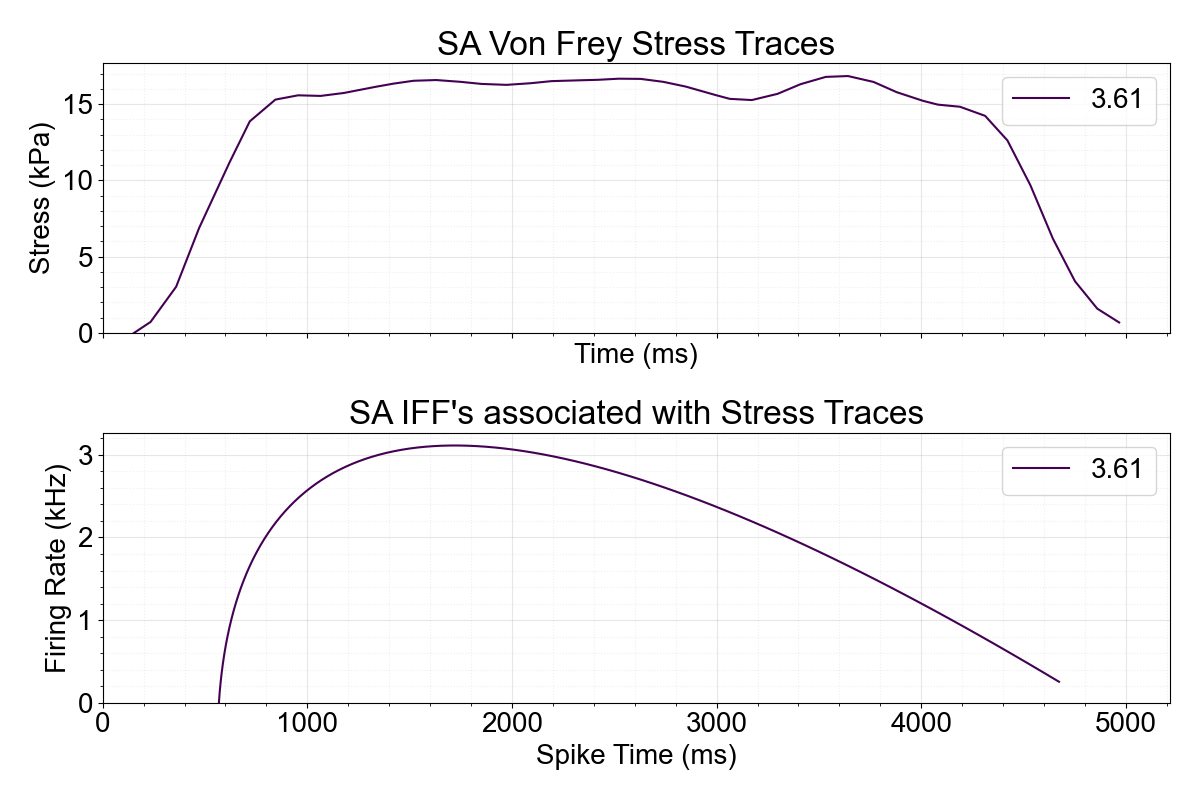 SA Von Frey Stress Traces
3.61
Stress (kPa)
15
10
5
0
Time (ms)
SA IFF's associated with Stress Traces
3.61
Firing Rate (kHz)
3
2
1
0
0 1000 2000 3000 4000 5000
Spike Time (ms)